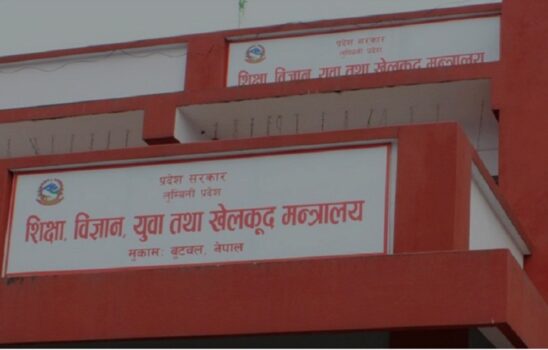 प्रदेश सरकार
लुम्बिनी प्रदेश
शिक्षा, विज्ञान, युवा तथा खेलकुद मन्त्रालय
प्रदेश सरकार
लुम्बिनी प्रदेश
शिक्षा, विज्ञान, युवा तथा खेलकूद मन्त्रालय
मुकामः बुटवल, नेपाल